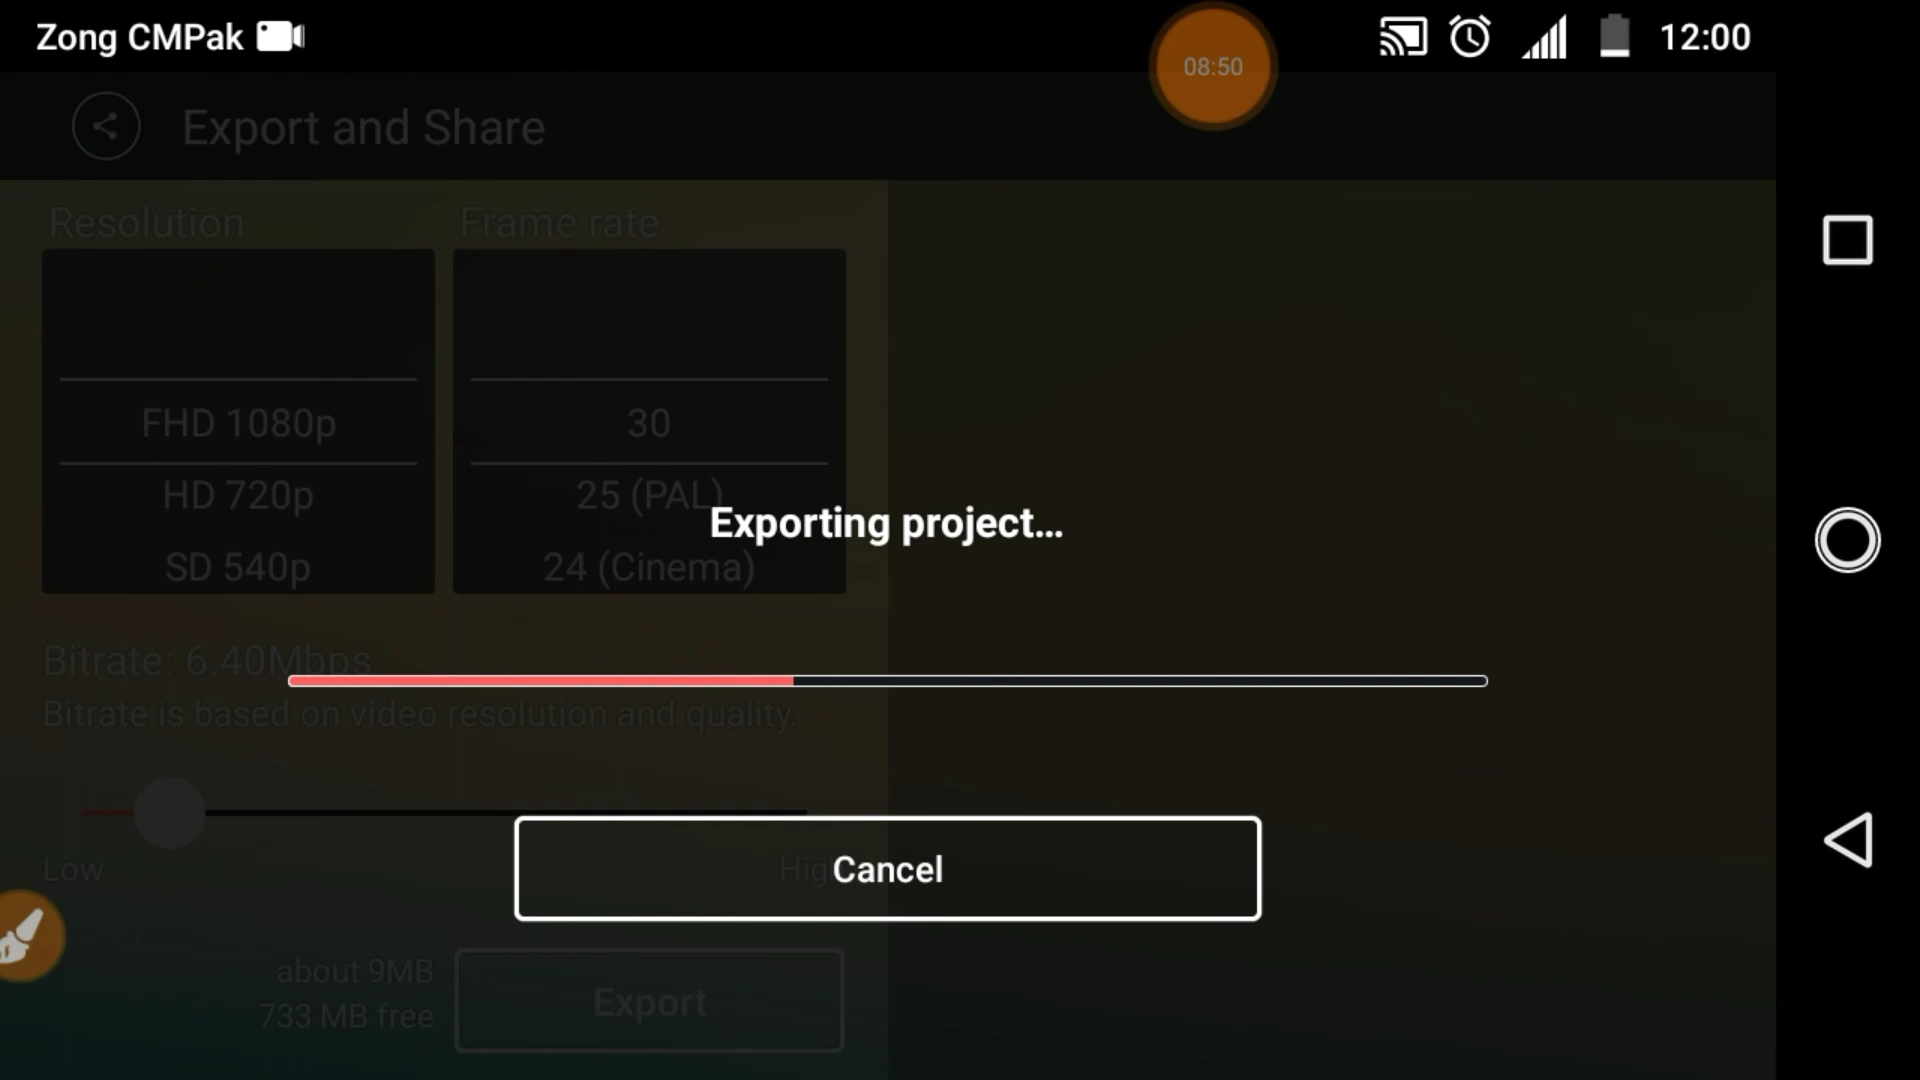 Zong CMPak
08:50
12:00
Export and Share
Resolution
Frame rate
FHD 1080p
HD 720p
SD 540p
30
25 (PAL)
24 (Cinema)
Exporting project...
Bitrate: 6.40Mbps
Bitrate is based on video resolution and quality.
Low
High
Cancel
about 9MB
733 MB free
Export